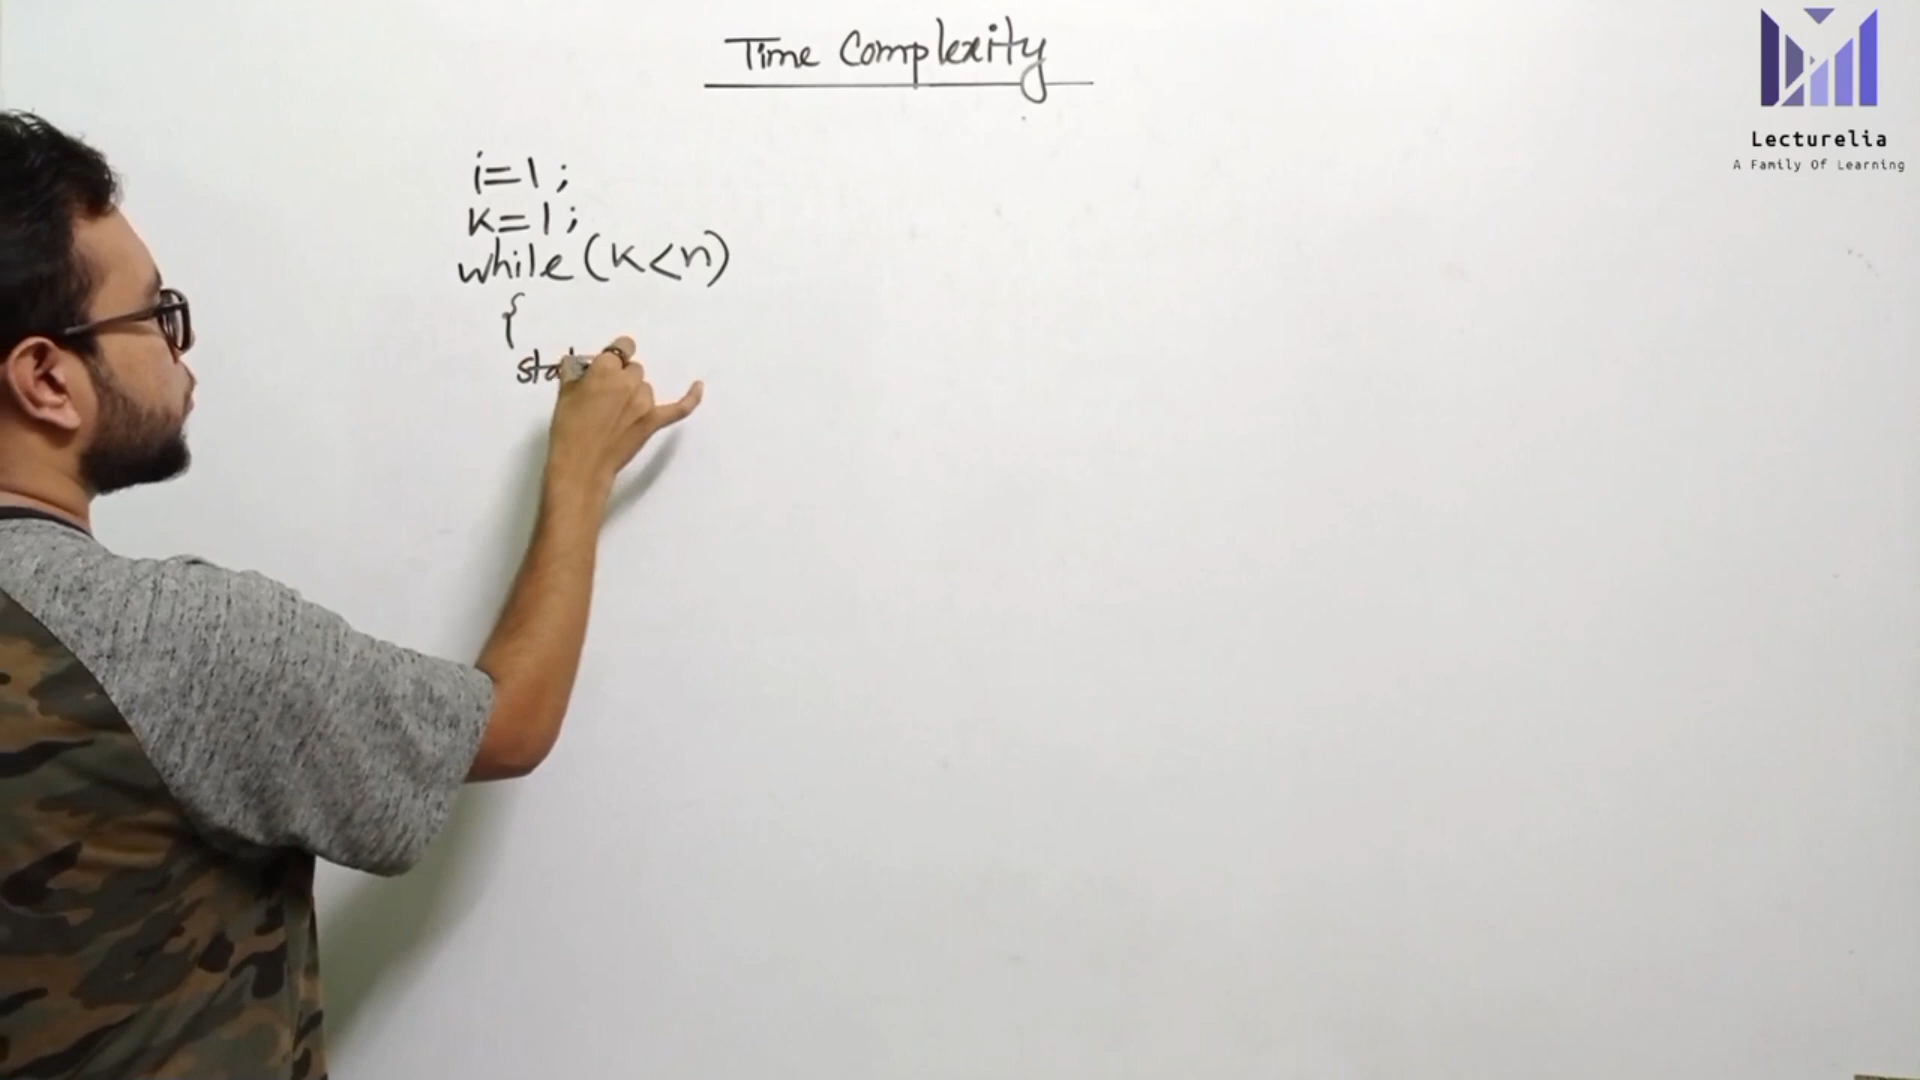 Time Complexity
i=1;
k=1;
while(k<n)
{
Lecturelia
A Family Of Learning